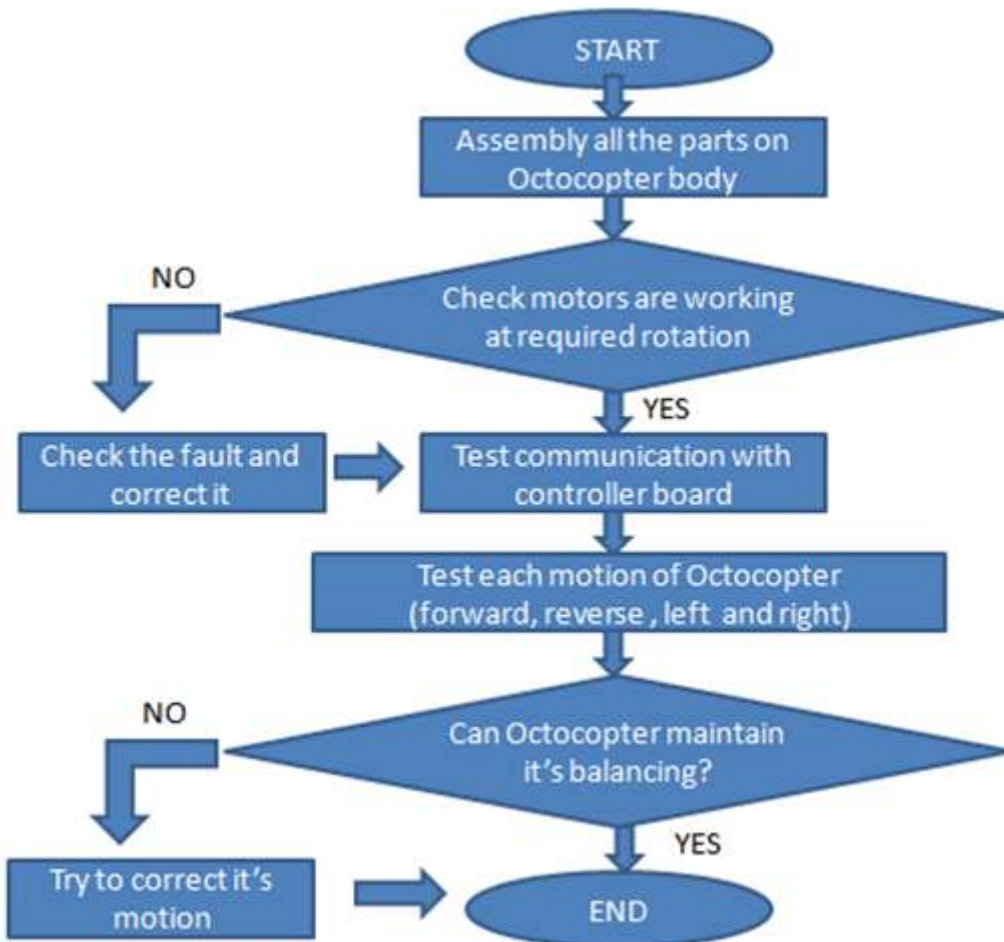 START
Assembly all the parts on
Octocopter body
NO
Check motors are working
at required rotation
YES
Check the fault and
correct it
Test communication with
controller board
Test each motion of Octocopter
(forward, reverse , left and right)
NO
Can Octocopter maintain
it's balancing?
YES
Try to correct it's
motion
END